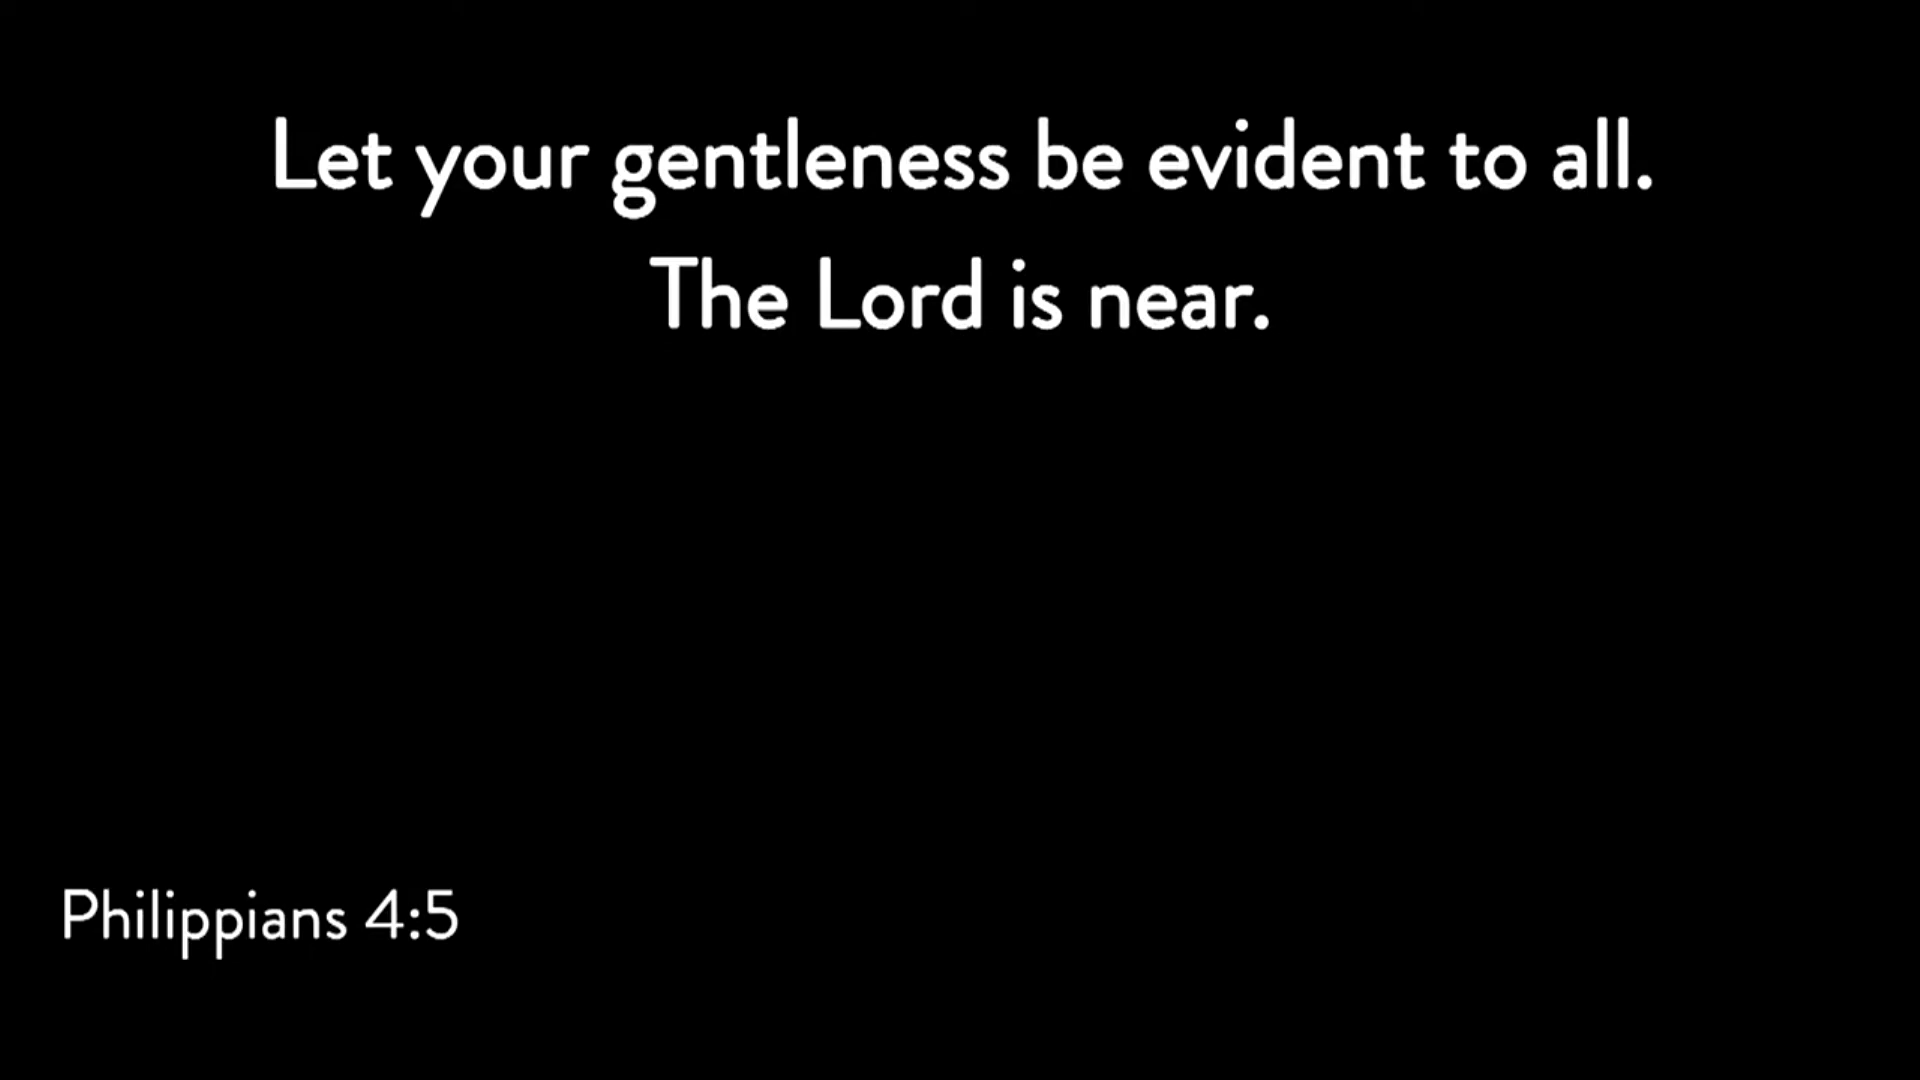 Let your gentleness be evident to all.
The Lord is near.
Philippians 4:5